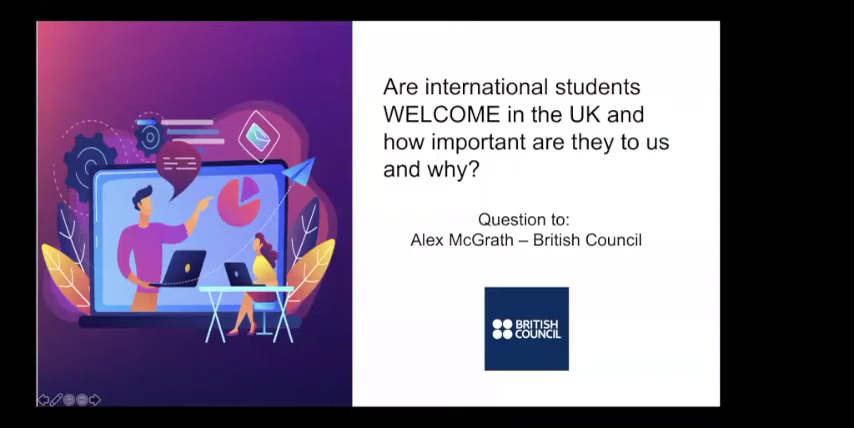 Are international students
WELCOME in the UK and
how important are they to us
and why?
Question to:
Alex McGrath – British Council
BRITISH
COUNCIL